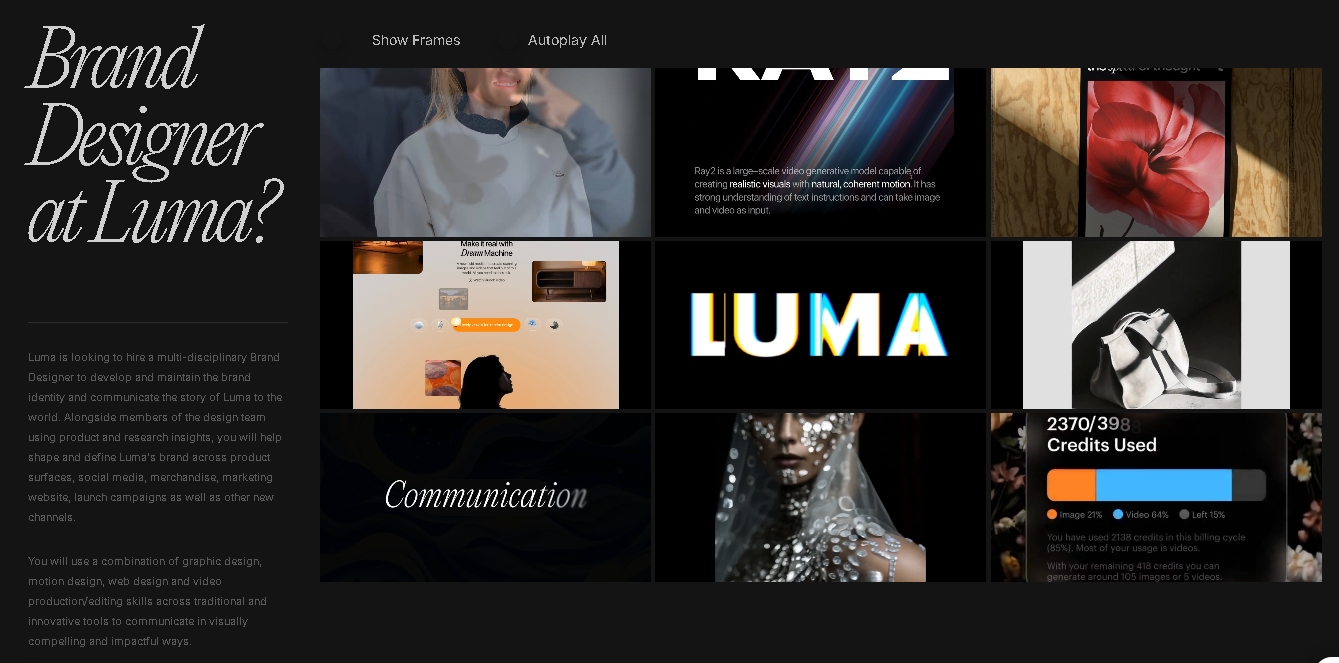 Brand
Designer
at Luma?
Luma is looking to hire a multi-disciplinary Brand
Designer to develop and maintain the brand
identity and communicate the story of Luma to the
world. Alongside members of the design team
using product and research insights, you will help
shape and define Luma's brand across product
surfaces, social media, merchandise, marketing
website, launch campaigns as well as other new
channels.
You will use a combination of graphic design,
motion design, web design and video
production/editing skills across traditional and
innovative tools to communicate in visually
compelling and impactful ways.
Show Frames
Autoplay All
RAY2
Ray2 is a large–scale video generative model capable of
creating realistic visuals with natural, coherent motion. It has
strong understanding of text instructions and can take image
and video as input.
Make it real with
Dream Machine
LUMA
Communication
2370/398
Credits Used
Image 21%
Video 64%
Left 15%
You have used 2138 credits in this billing cycle
(85%). Most of your usage is videos.
With your remaining 418 credits you can
generate around 105 images or 5 videos.